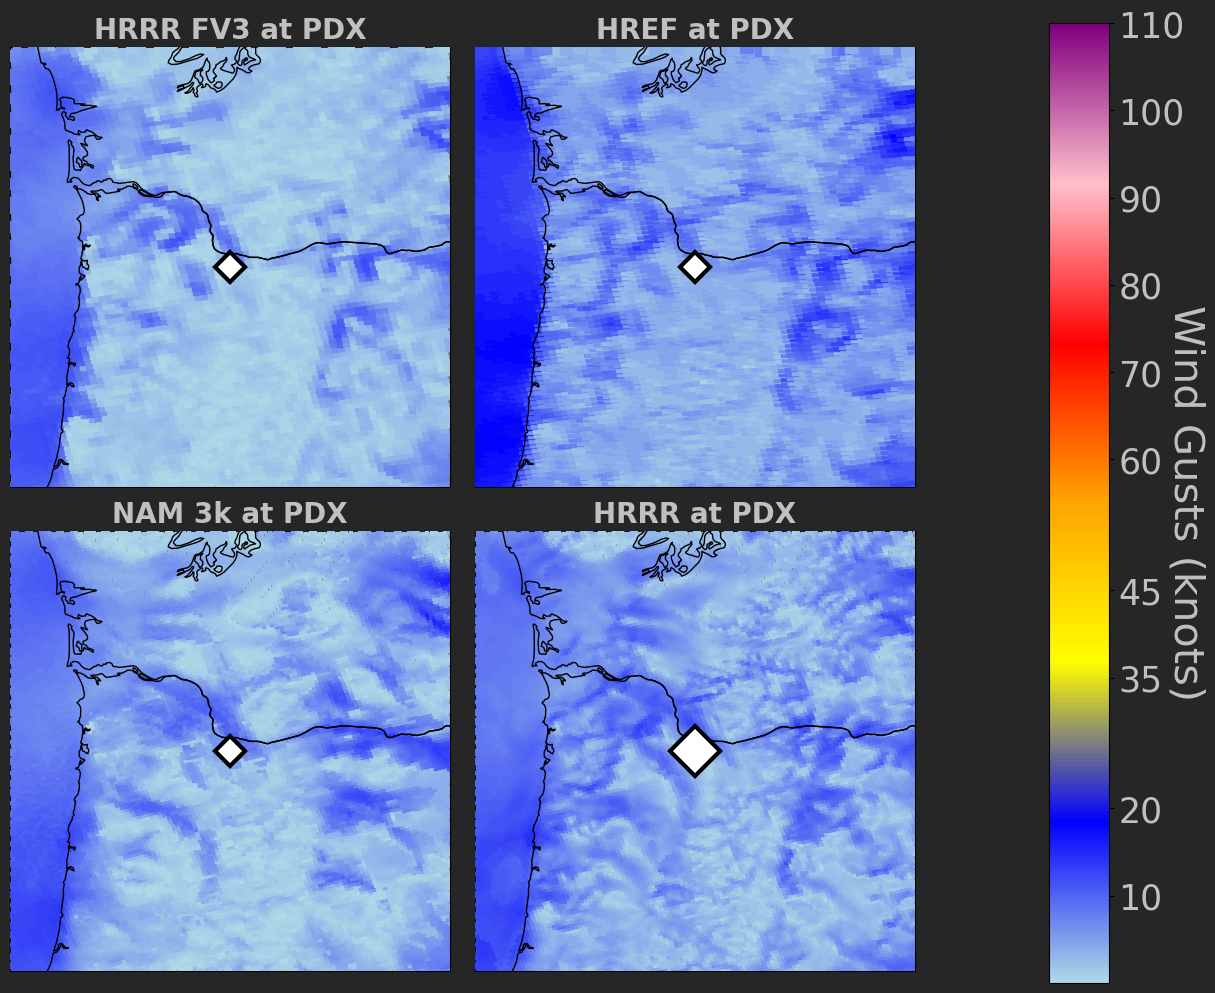 HRRR FV3 at PDX
HREF at PDX
NAM 3k at PDX
HRRR at PDX
110
100
90
80
70
60
45
35
20
10
Wind Gusts (knots)